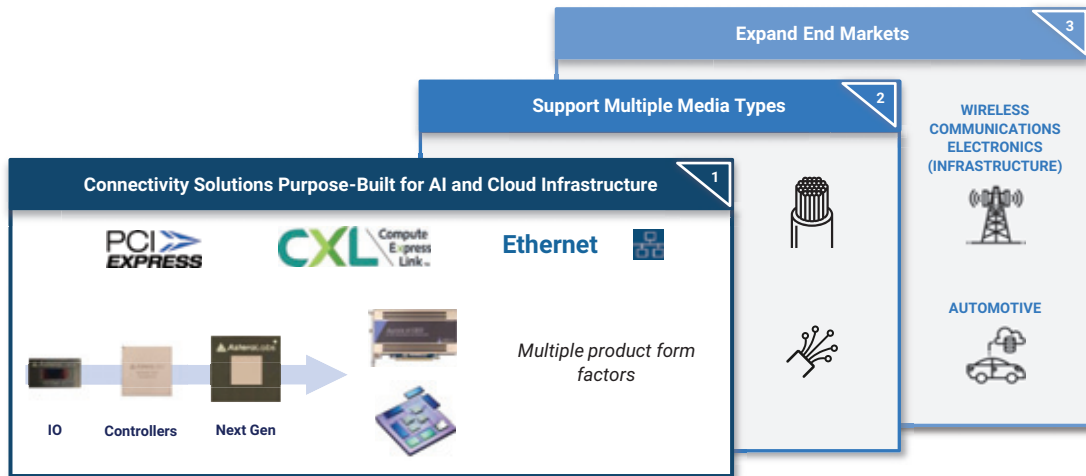 Expand End Markets
3
Support Multiple Media Types
2
WIRELESS
COMMUNICATIONS
ELECTRONICS
(INFRASTRUCTURE)
Connectivity Solutions Purpose-Built for AI and Cloud Infrastructure
1
PCI
EXPRESS
CXL
Compute
Express
Link™
Ethernet
AUTOMOTIVE
Multiple product form
factors
AsteraLabs
IO
Controllers
Next Gen